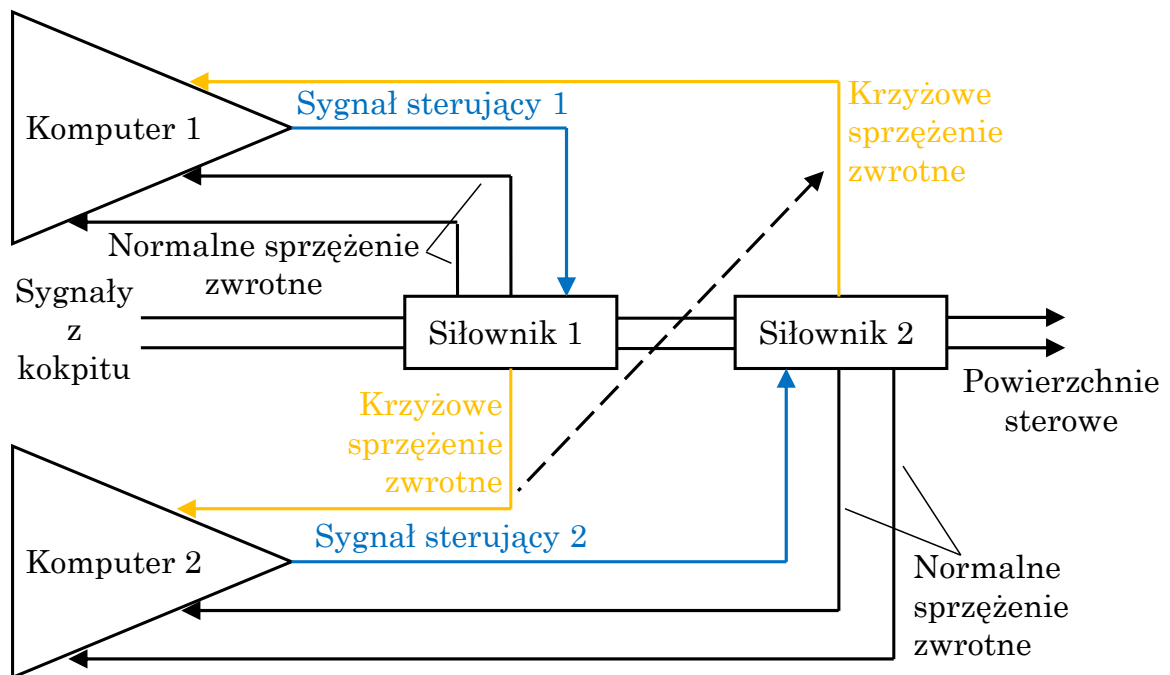 Sygnał sterujący 1
Krzyżowe
sprzężenie
zwrotne
Komputer 1
Normalne sprzężenie
zwrotne
Sygnały
z
kokpitu
Siłownik 1
Siłownik 2
Powierzchnie
sterowe
Krzyżowe
sprzężenie
zwrotne
Sygnał sterujący 2
Komputer 2
Normalne
sprzężenie
zwrotne